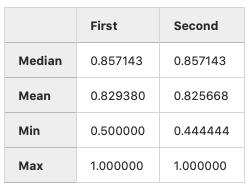 First Second
Median 0.857143 0.857143
Mean 0.829380 0.825668
Min 0.500000 0.444444
Max 1.000000 1.000000